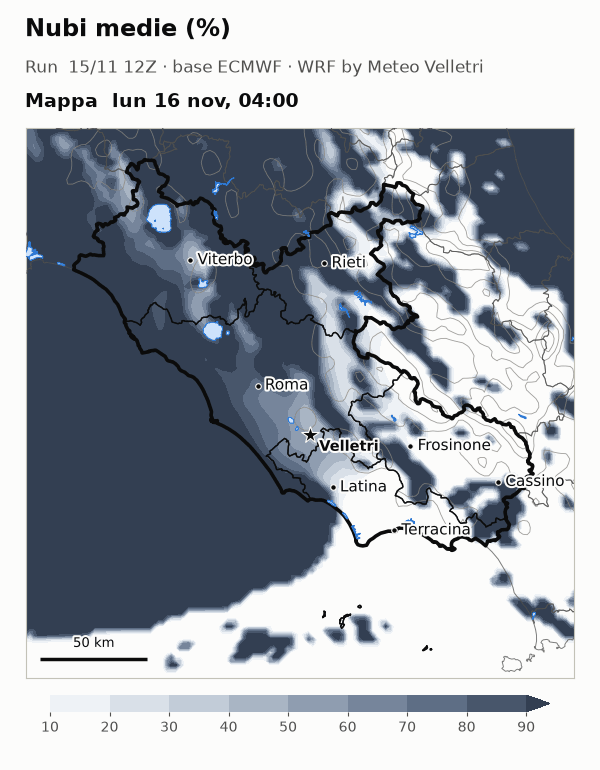 Nubi medie (%)
Run  15/11 12Z · base ECMWF · WRF by Meteo Velletri
Mappa  lun 16 nov, 04:00
Viterbo
Rieti
Roma
Velletri
Frosinone
Latina
Cassino
Terracina
50 km
10 20 30 40 50 60 70 80 90